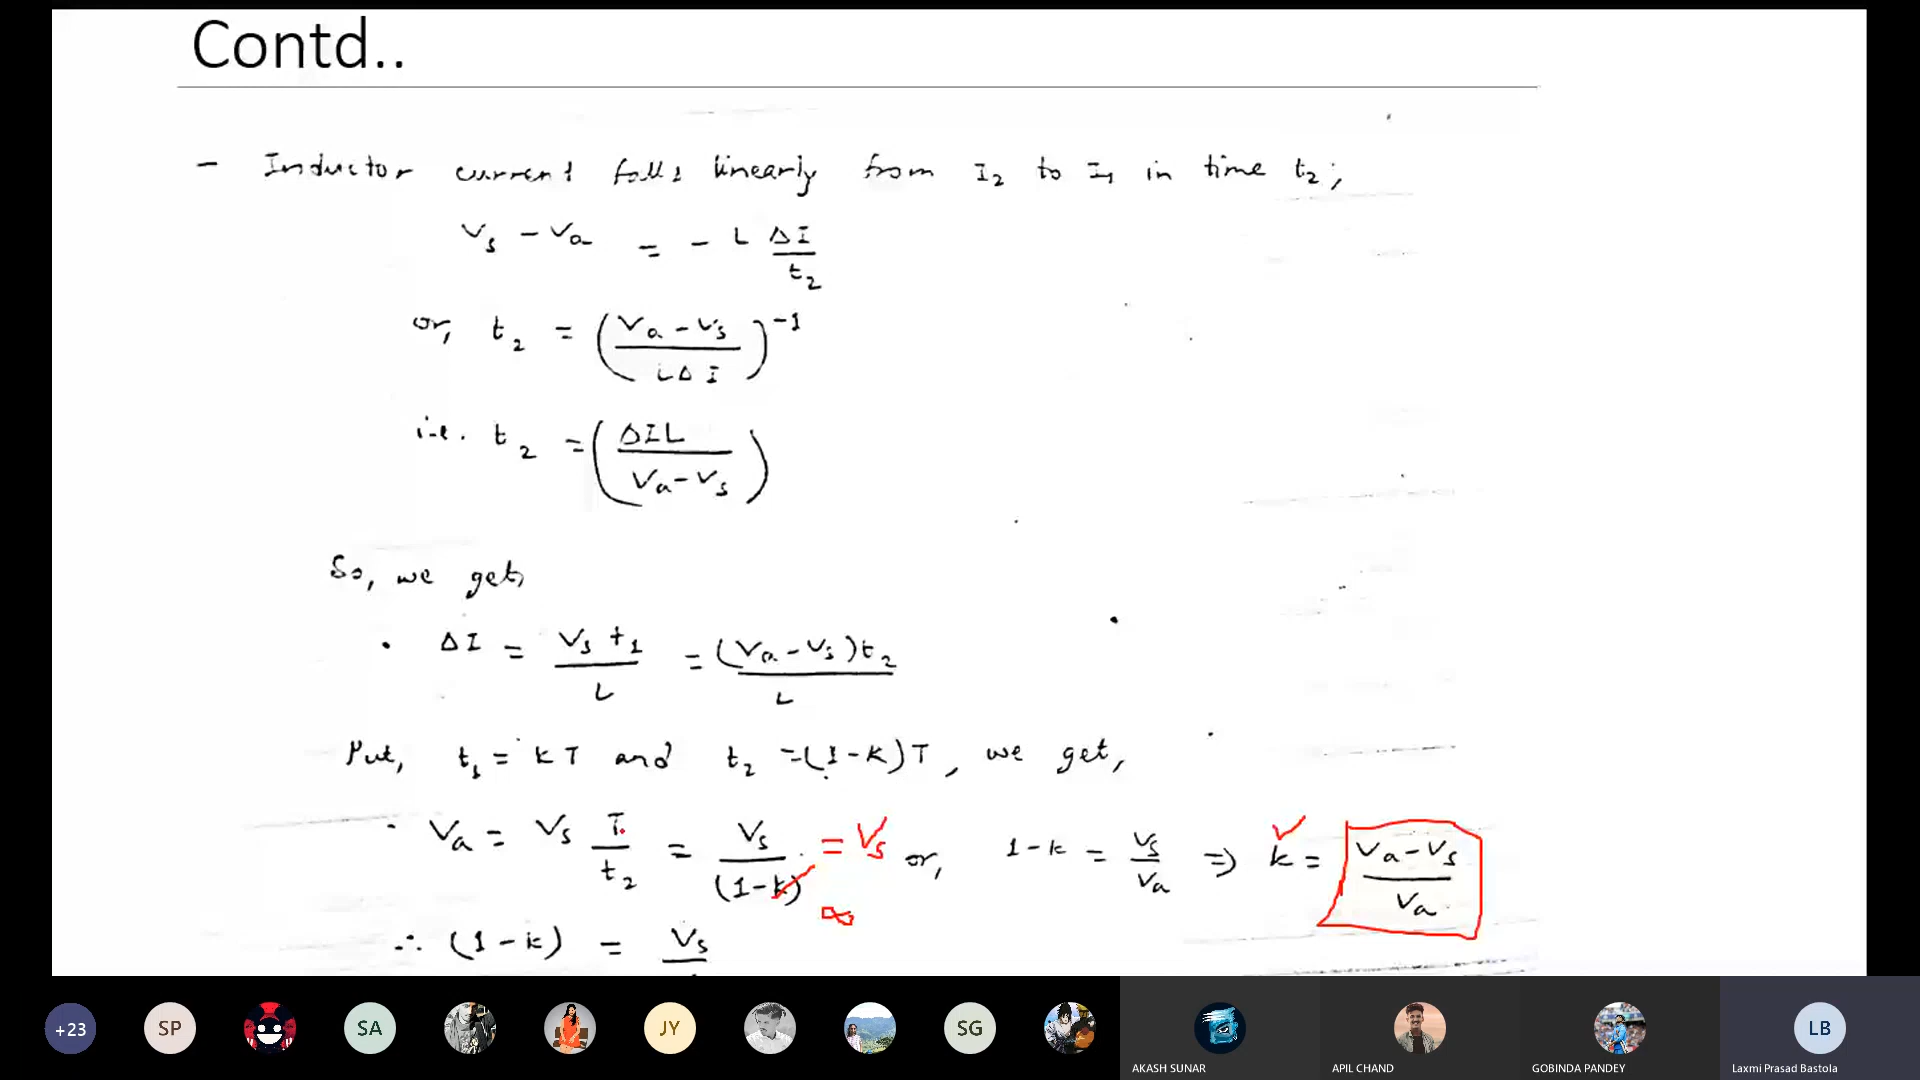 Contd..
- Inductor current falls linearly from I₂ to I₁ in time t₂;
Vs - Va = - L ΔI/t₂
or, t₂ = ((Va - Vs)/(LΔI))⁻¹
i.e. t₂ = (ΔIL/(Va - Vs))
So, we get,
• ΔI = Vs t₁/L = (Va - Vs)t₂/L
Put, t₁ = kT and t₂ = (1-k)T, we get,
• Va = Vs T/t₂ = Vs/(1-k) = Vs or, 1-k = Vs/Va ⇒ k = (Va - Vs)/Va ✓
∞
∴ (1-k) = Vs
+23
SP
SA
JY
SG
AKASH SUNAR
APIL CHAND
GOBINDA PANDEY
LB
Laxmi Prasad Bastola